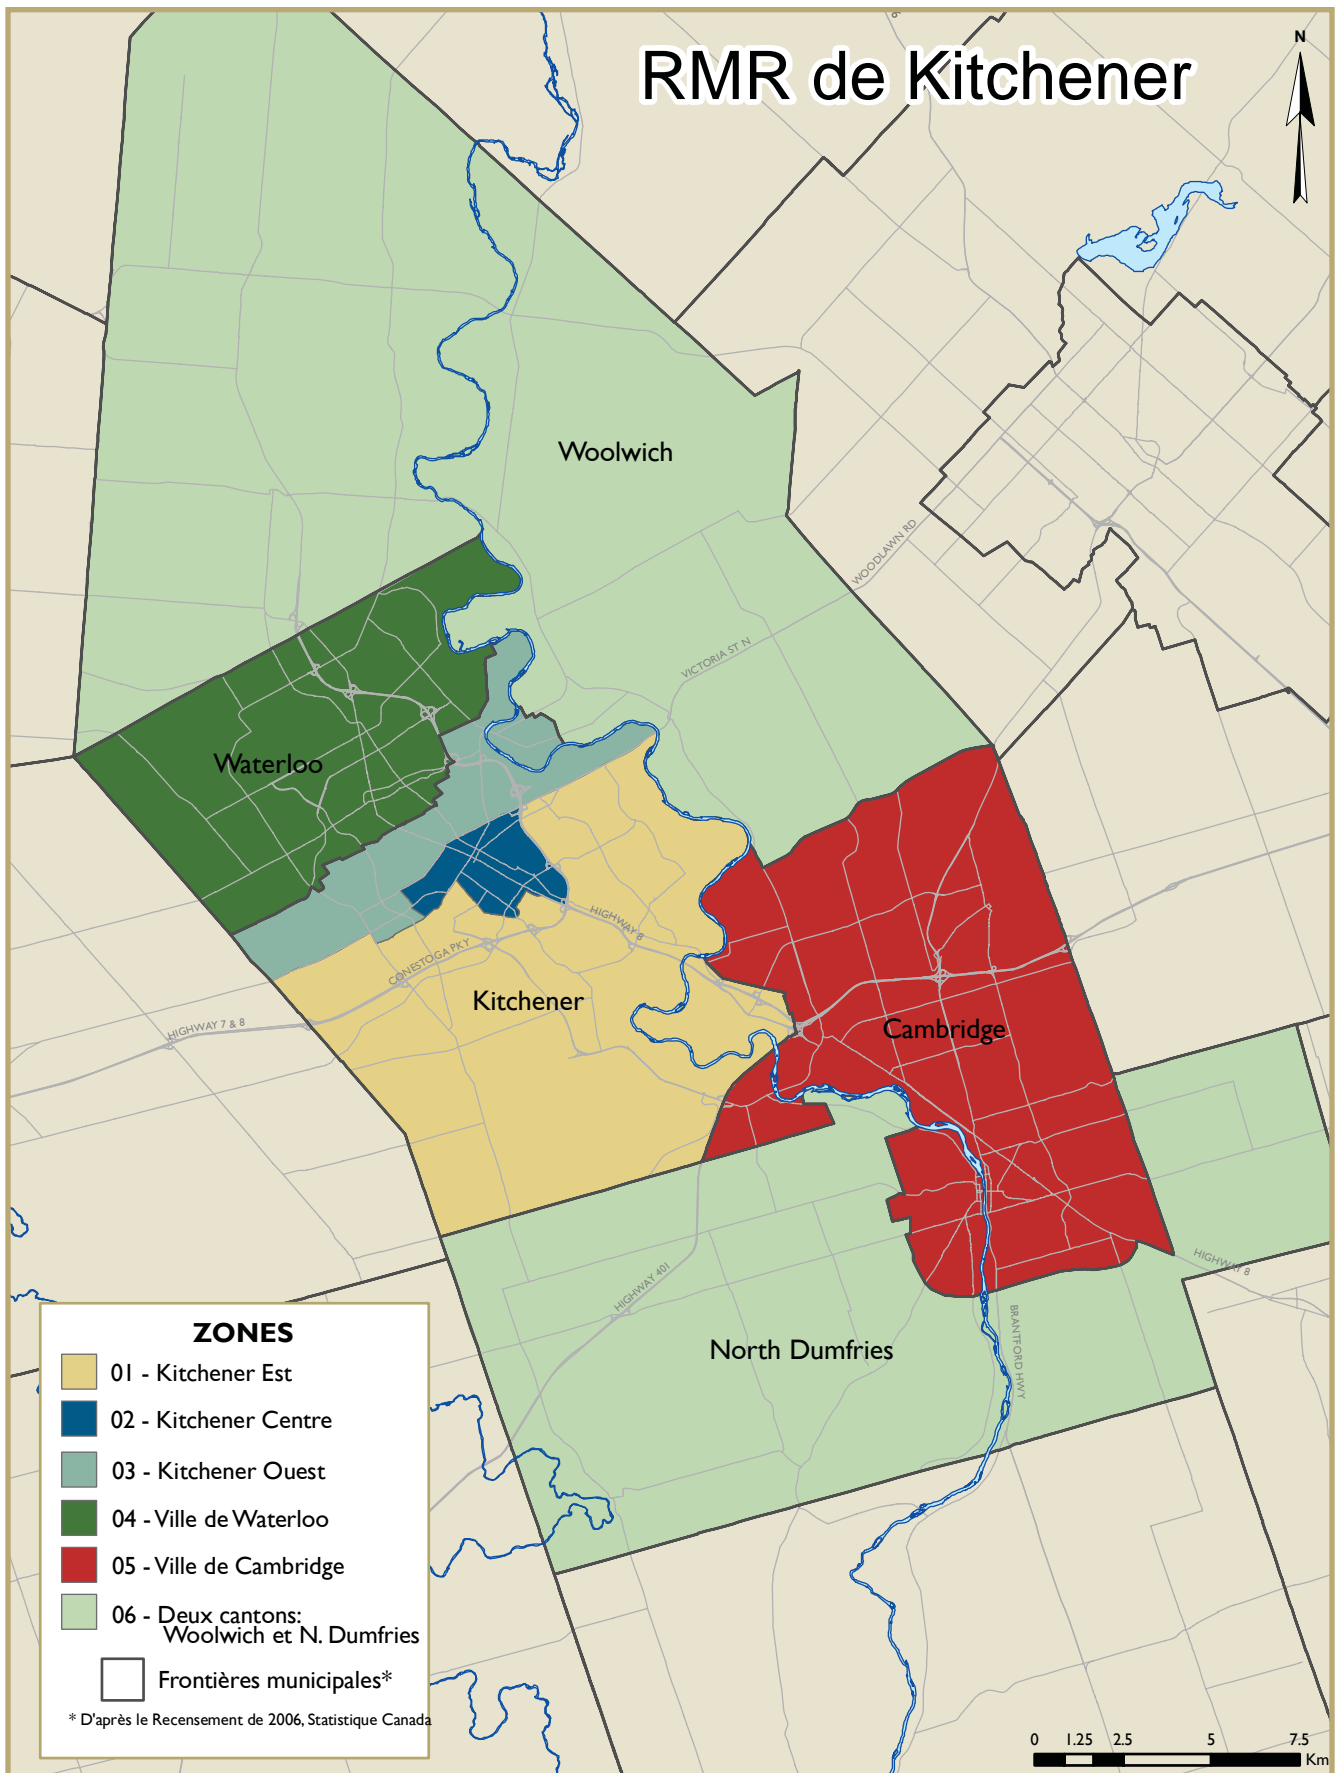 RMR de Kitchener
N
6
Woolwich
WOODLAWN RD
VICTORIA ST N
Waterloo
HIGHWAY 8
CONESTOGA PKY
Kitchener
HIGHWAY 7 & 8
Cambridge
HIGHWAY 8
HIGHWAY 401
BRANTFORD HWY
North Dumfries
ZONES
01 - Kitchener Est
02 - Kitchener Centre
03 - Kitchener Ouest
04 - Ville de Waterloo
05 - Ville de Cambridge
06 - Deux cantons:
Woolwich et N. Dumfries
Frontières municipales*
* D'après le Recensement de 2006, Statistique Canada
0 1.25 2.5 5 7.5
Km